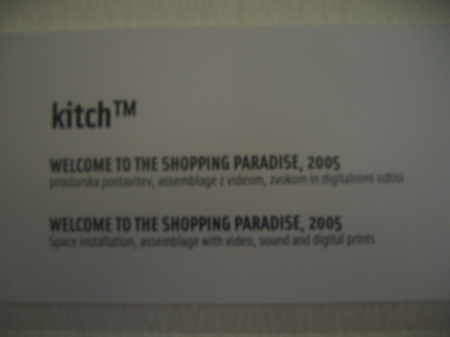 kitch™
WELCOME TO THE SHOPPING PARADISE, 2005
prostorska postavitev, assemblage z videom, zvokom in digitalnimi odtisi
WELCOME TO THE SHOPPING PARADISE, 2005
Space installation, assemblage with video, sound and digital prints